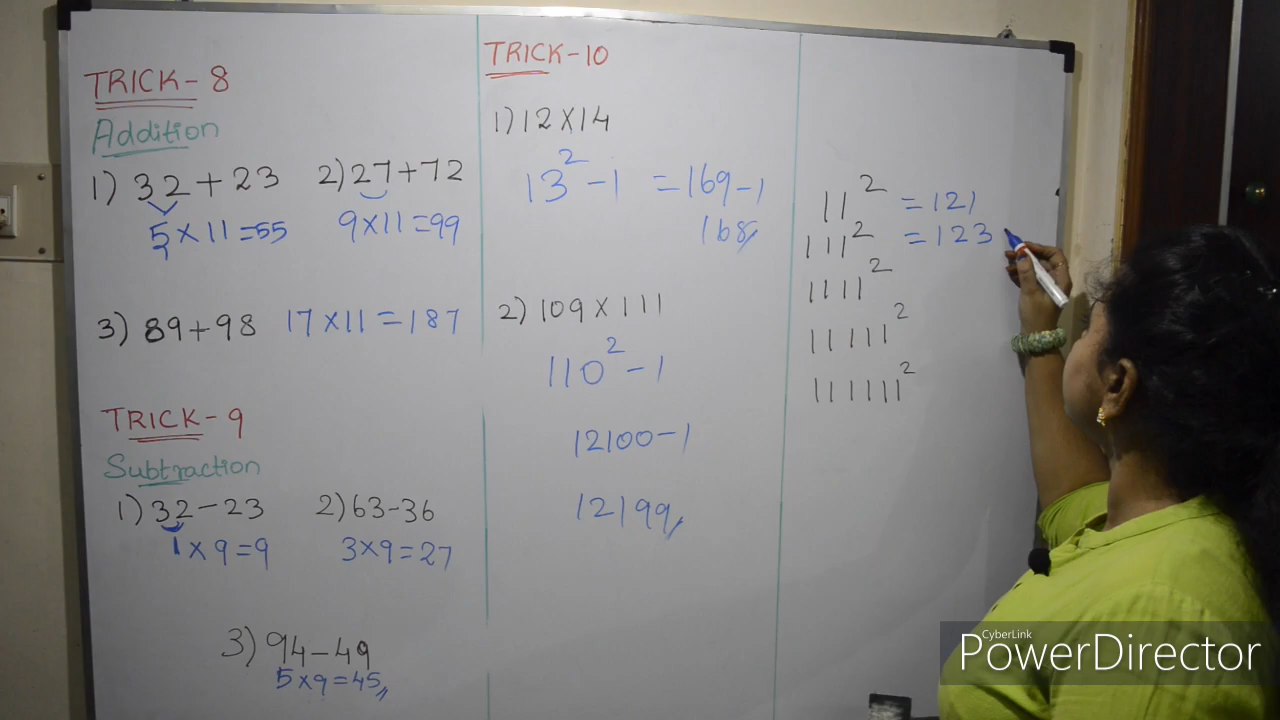 TRICK-8
Addition
1) 32+23 2) 27+72
5×11=55 9×11=99
3) 89+98 17×11=187
TRICK-9
Subtraction
1) 32-23 2) 63-36
1×9=9 3×9=27
3) 94-49
5×9=45
TRICK-10
1) 12×14
13²-1 =169-1
168
2) 109×111
110²-1
12100-1
12199
11² =121
111² =123
1111²
11111²
111111²
CyberLink
PowerDirector